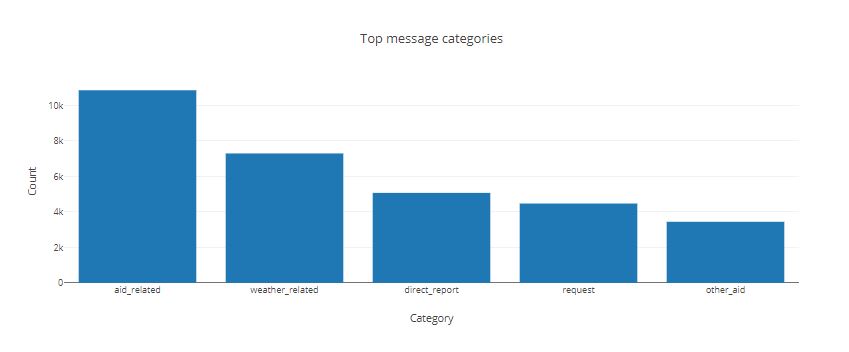 Top message categories
10k
8k
6k
4k
2k
0
Count
aid_related
weather_related
direct_report
request
other_aid
Category